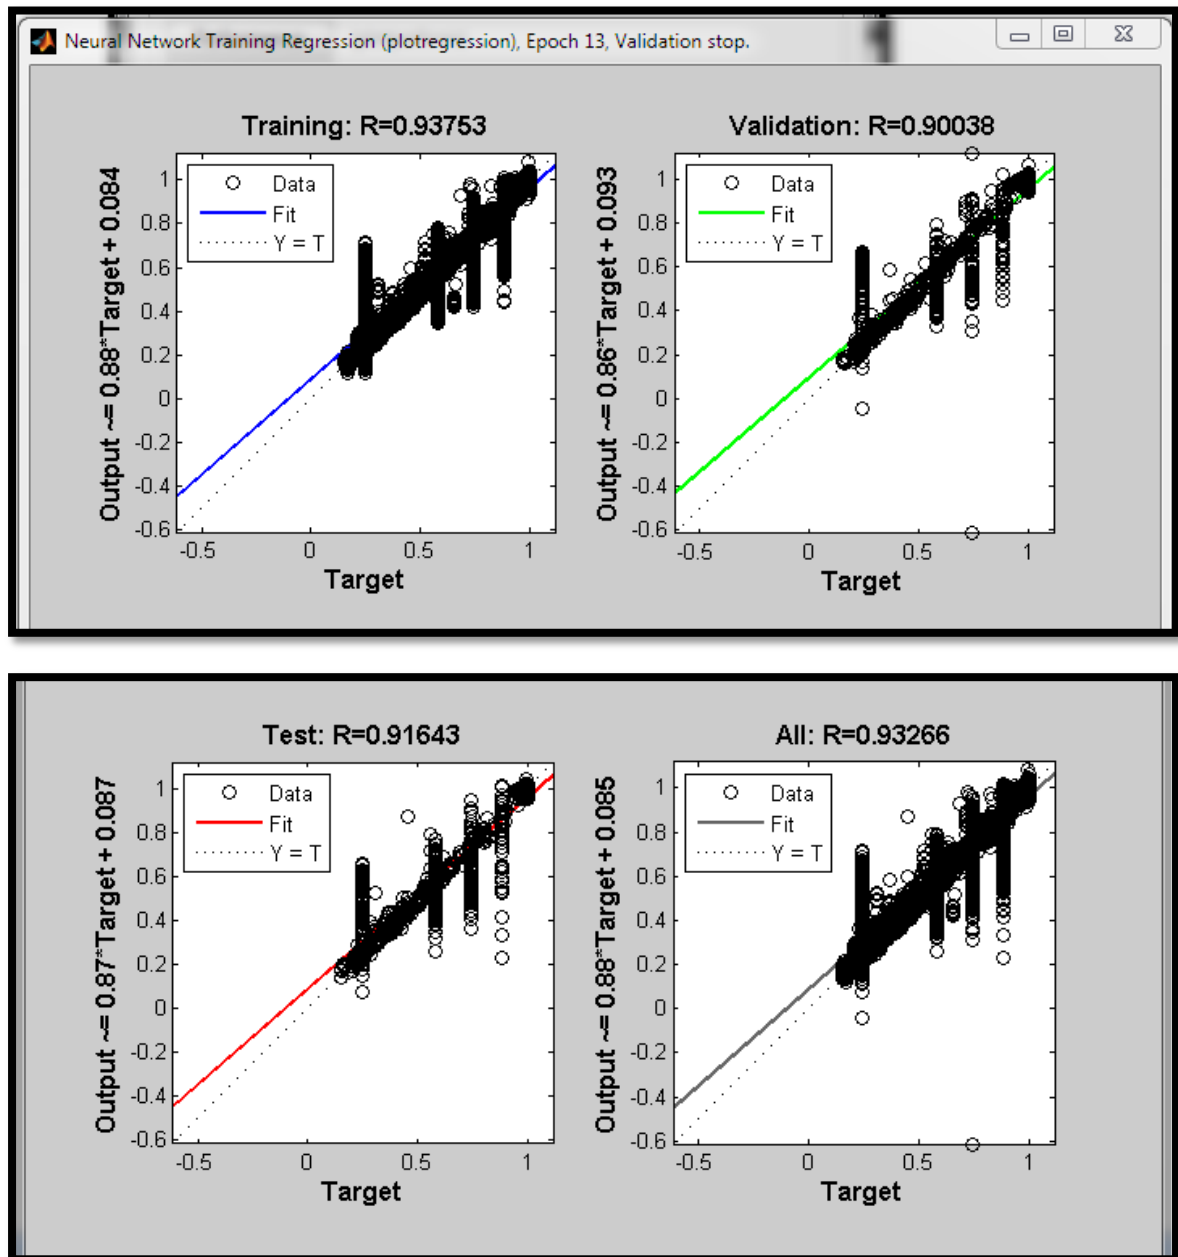 Neural Network Training Regression (plotregression), Epoch 13, Validation stop.
Training: R=0.93753
Output ~= 0.88*Target + 0.084
Data
Fit
Y = T
1
0.8
0.6
0.4
0.2
0
-0.2
-0.4
-0.6
-0.5 0 0.5 1
Target
Validation: R=0.90038
Output ~= 0.86*Target + 0.093
Data
Fit
Y = T
1
0.8
0.6
0.4
0.2
0
-0.2
-0.4
-0.6
-0.5 0 0.5 1
Target
Test: R=0.91643
Output ~= 0.87*Target + 0.087
Data
Fit
Y = T
1
0.8
0.6
0.4
0.2
0
-0.2
-0.4
-0.6
-0.5 0 0.5 1
Target
All: R=0.93266
Output ~= 0.88*Target + 0.085
Data
Fit
Y = T
1
0.8
0.6
0.4
0.2
0
-0.2
-0.4
-0.6
-0.5 0 0.5 1
Target